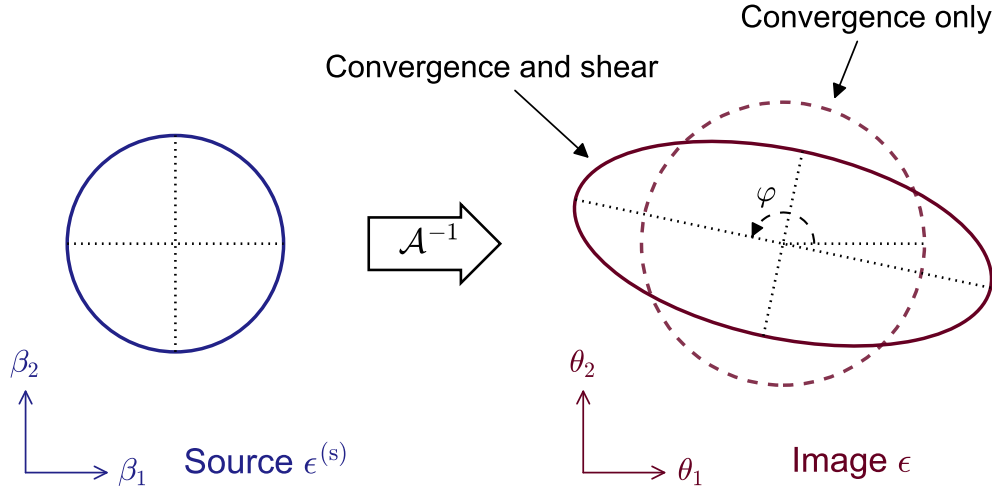 Convergence only
Convergence and shear
φ
𝒜⁻¹
β₂
θ₂
β₁
Source ϵ⁽ˢ⁾
θ₁
Image ϵ